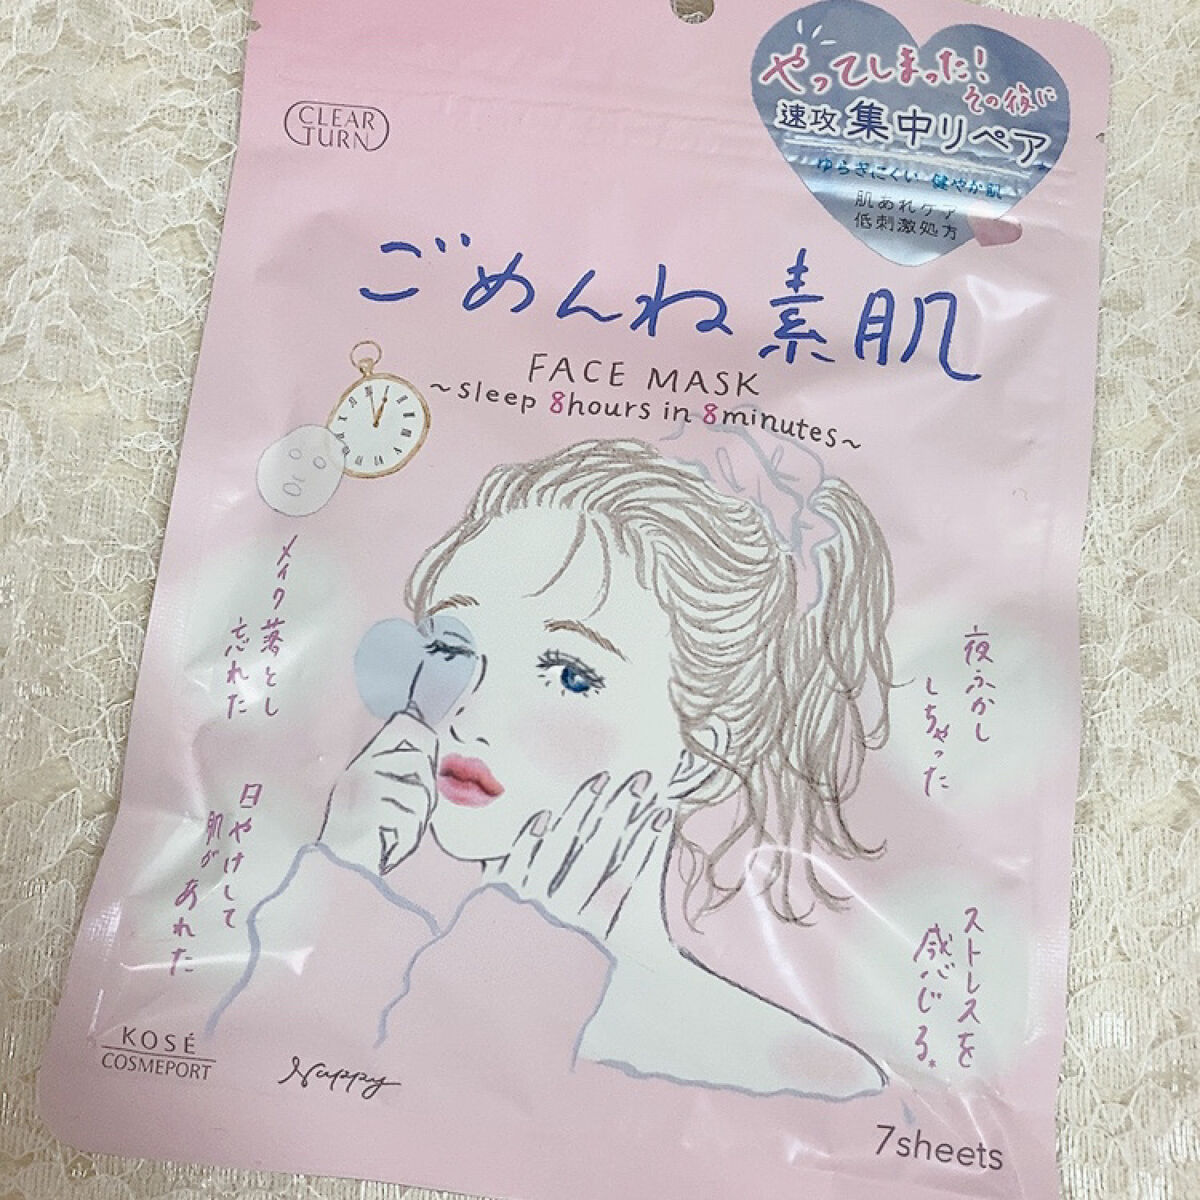 CLEAR
TURN
やってしまった!
その後に
速攻 集中リペア
ゆらぎにくい 健やか肌
肌あれケア
低刺激処方
ごめんね素肌
FACE MASK
~sleep 8hours in 8minutes~
メイク落とし
忘れた
夜ふかし
しちゃった
日やけして
肌があれた
ストレスを
感じる*
KOSÉ
COSMEPORT
Nappy
7sheets